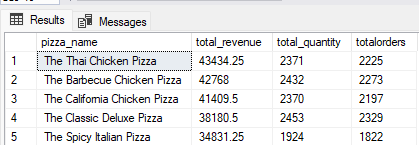 Results Messages
pizza_name total_revenue total_quantity totalorders
1 The Thai Chicken Pizza 43434.25 2371 2225
2 The Barbecue Chicken Pizza 42768 2432 2273
3 The California Chicken Pizza 41409.5 2370 2197
4 The Classic Deluxe Pizza 38180.5 2453 2329
5 The Spicy Italian Pizza 34831.25 1924 1822